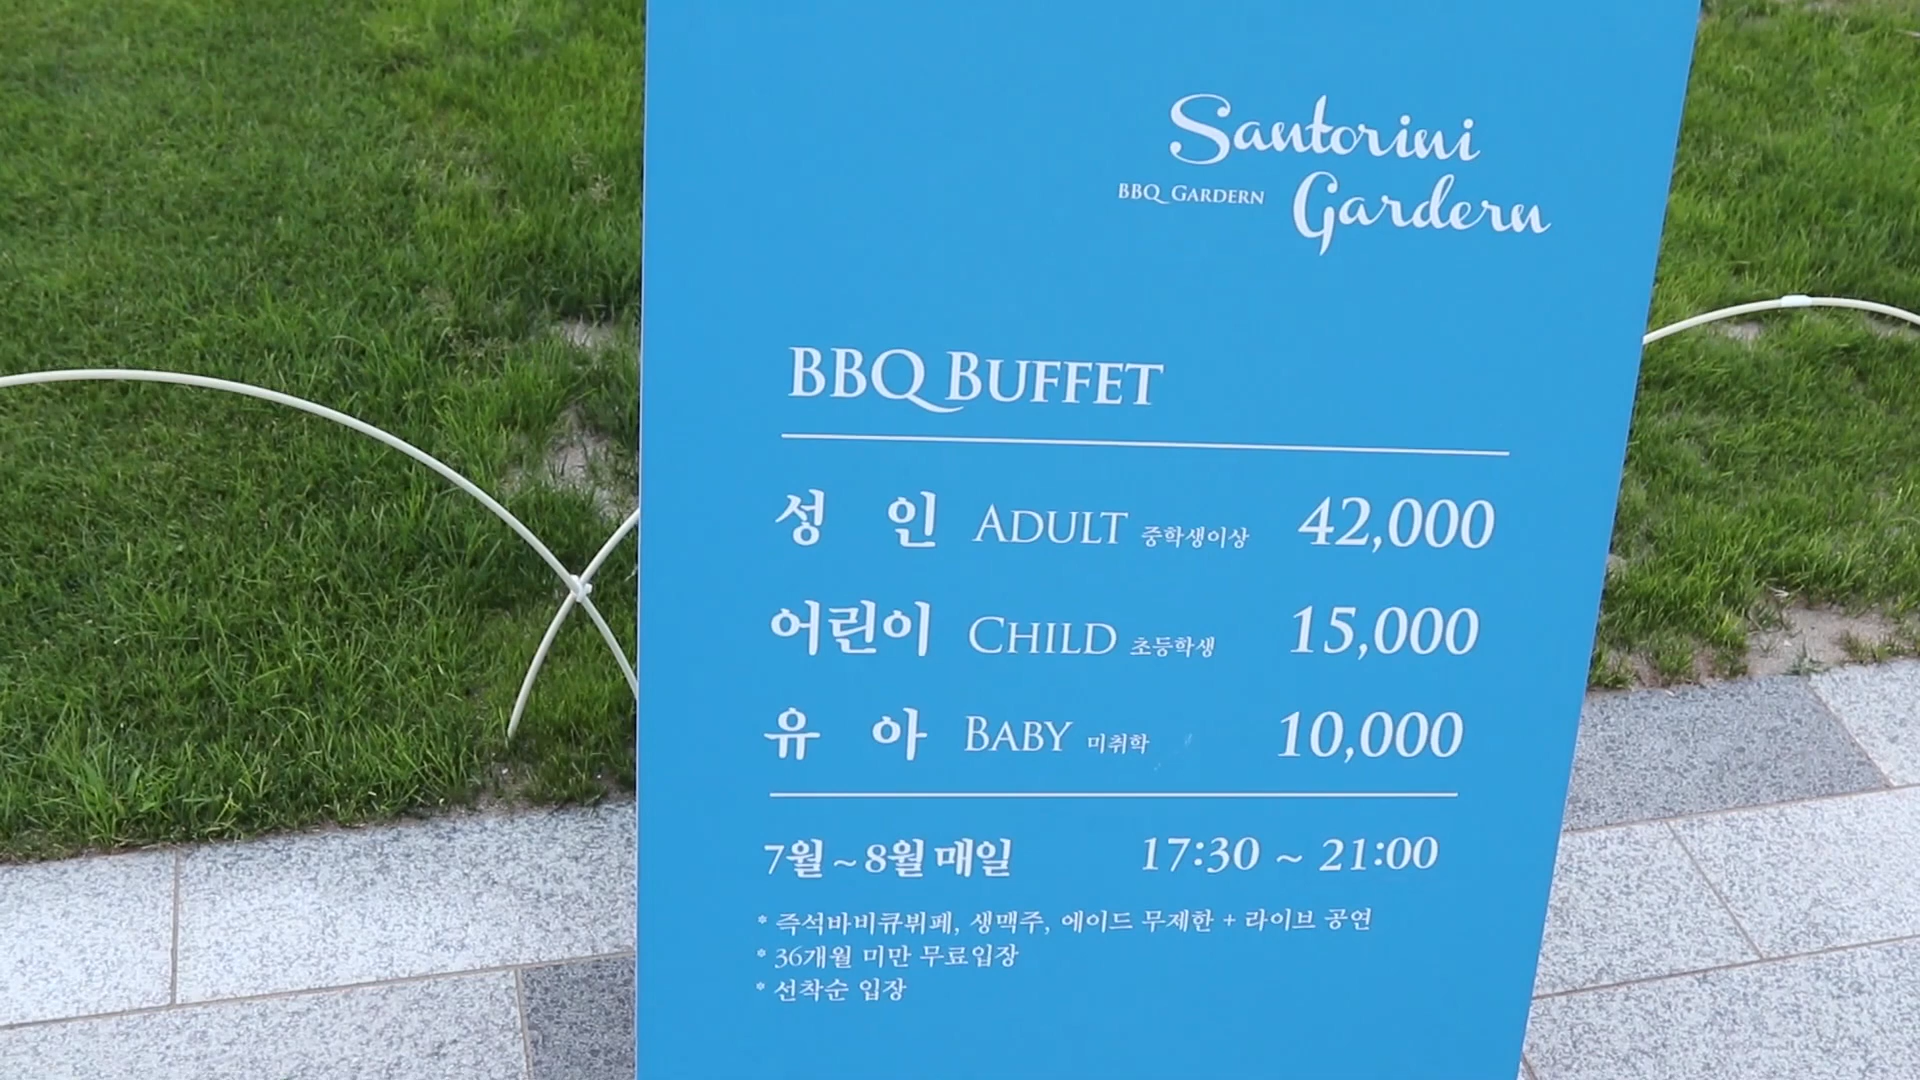 Santorini
BBQ GARDERN Gardern
BBQ BUFFET
성 인 ADULT 중학생이상 42,000
어린이 CHILD 초등학생 15,000
유 아 BABY 미취학 10,000
7월 ~ 8월 매일 17:30 ~ 21:00
* 즉석바비큐뷔페, 생맥주, 에이드 무제한 + 라이브 공연
* 36개월 미만 무료입장
* 선착순 입장